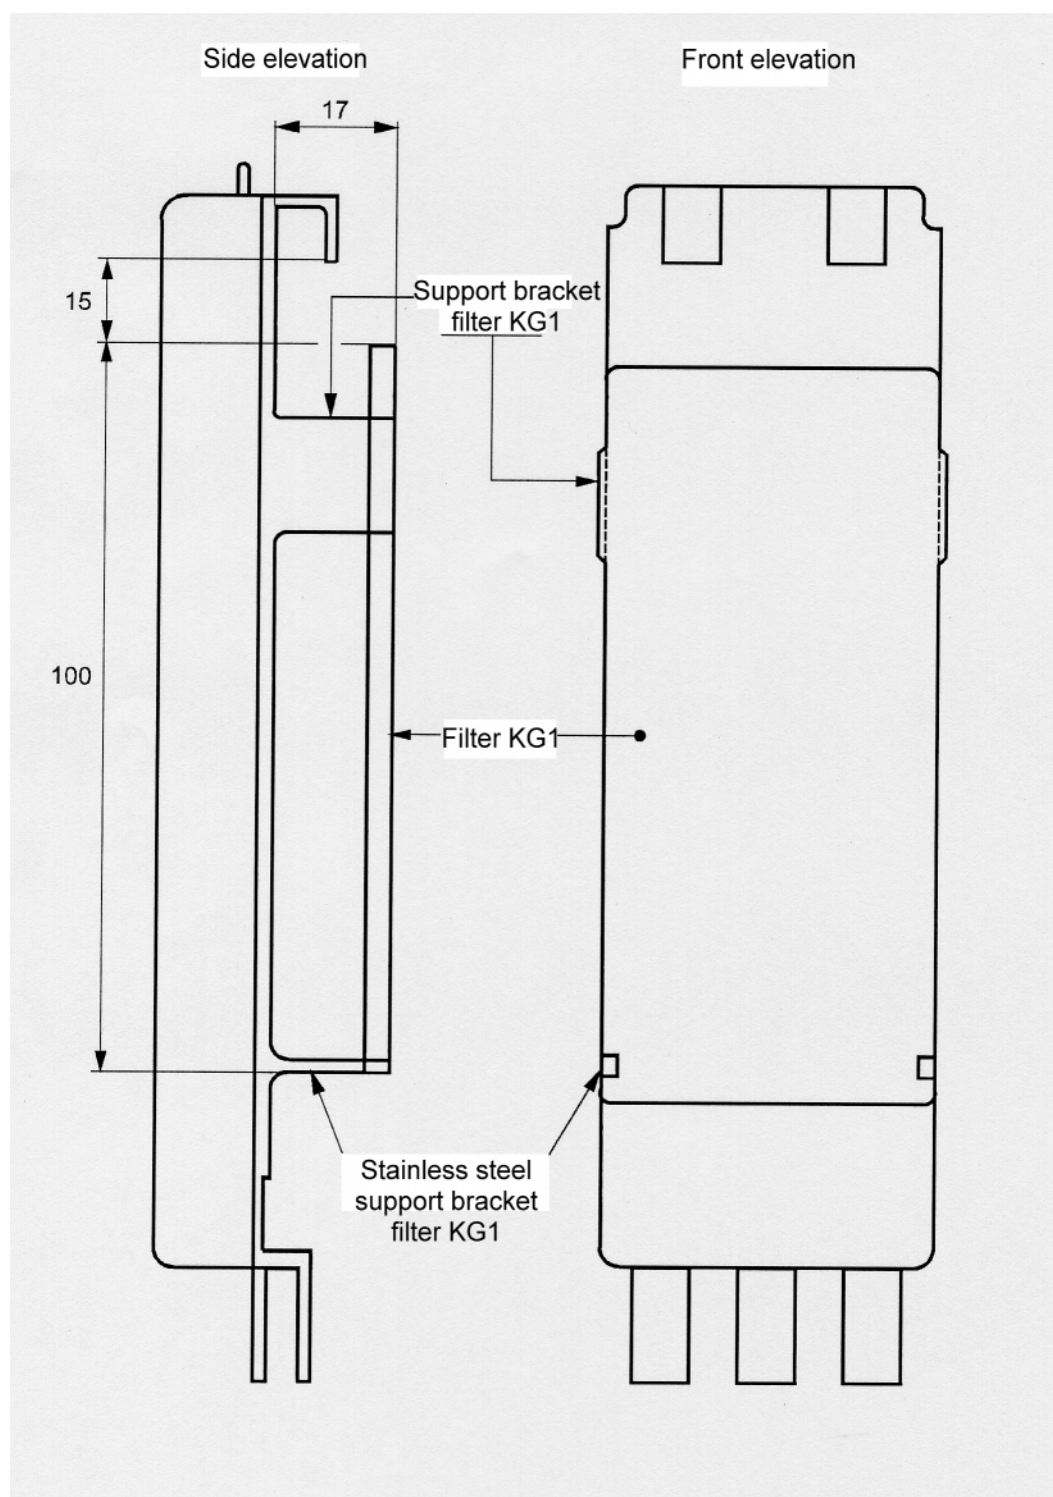 Side elevation
Front elevation
17
15
Support bracket
filter KG1
100
Filter KG1
Stainless steel
support bracket
filter KG1